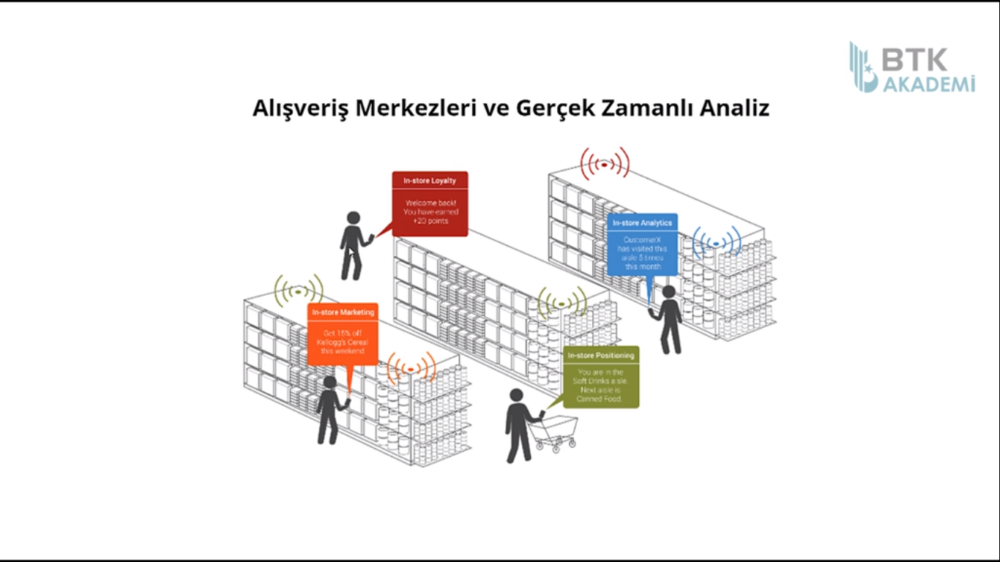 BTK
AKADEMİ
Alışveriş Merkezleri ve Gerçek Zamanlı Analiz
In-store Loyalty
Welcome back!
You have earned
+20 points
In-store Analytics
CustomerX
has visited this
aisle 5 times
this month
In-store Marketing
Get 15% off
Kellogg's Cereal
this weekend
In-store Positioning
You are in the
Soft Drinks aisle.
Next aisle is
Canned Food.